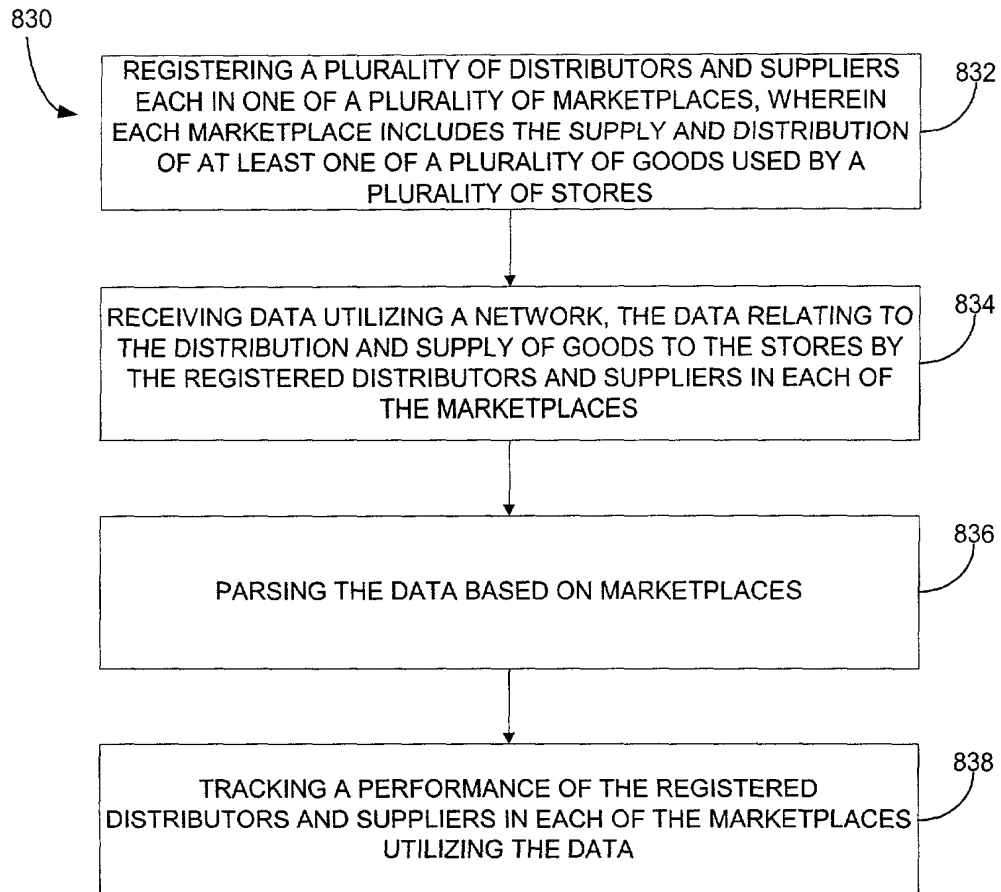 830
REGISTERING A PLURALITY OF DISTRIBUTORS AND SUPPLIERS
EACH IN ONE OF A PLURALITY OF MARKETPLACES, WHEREIN
EACH MARKETPLACE INCLUDES THE SUPPLY AND DISTRIBUTION
OF AT LEAST ONE OF A PLURALITY OF GOODS USED BY A
PLURALITY OF STORES
832
RECEIVING DATA UTILIZING A NETWORK, THE DATA RELATING TO
THE DISTRIBUTION AND SUPPLY OF GOODS TO THE STORES BY
THE REGISTERED DISTRIBUTORS AND SUPPLIERS IN EACH OF
THE MARKETPLACES
834
PARSING THE DATA BASED ON MARKETPLACES
836
TRACKING A PERFORMANCE OF THE REGISTERED
DISTRIBUTORS AND SUPPLIERS IN EACH OF THE MARKETPLACES
UTILIZING THE DATA
838